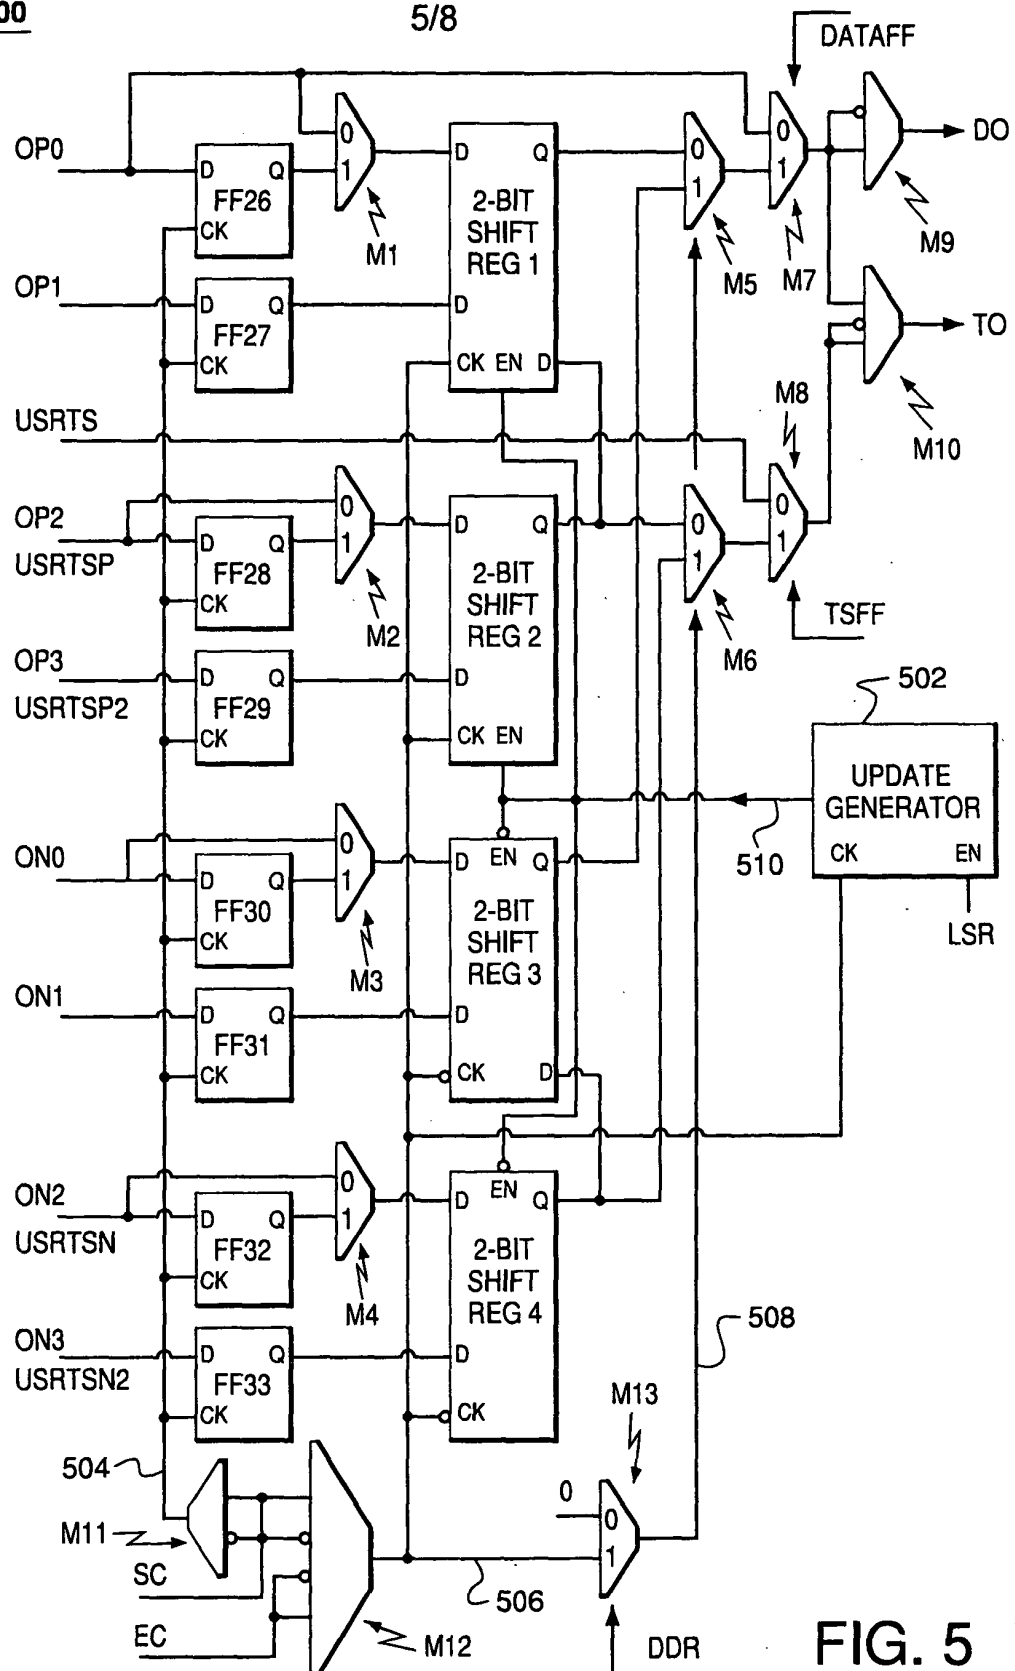 00
5/8
DATAFF
OP0
D Q
FF26
CK
0
1
M1
D Q
2-BIT
SHIFT
REG 1
D
CK EN D
0
1
M5
0
1
M7
DO
M9
OP1
D Q
FF27
CK
TO
M10
USRTS
M8
OP2
USRTSP
D Q
FF28
CK
0
1
M2
D Q
2-BIT
SHIFT
REG 2
D
CK EN
0
1
M6
0
1
TSFF
OP3
USRTSP2
D Q
FF29
CK
502
UPDATE
GENERATOR
CK EN
510
LSR
ON0
D Q
FF30
CK
0
1
M3
D EN Q
2-BIT
SHIFT
REG 3
D
CK D
ON1
D Q
FF31
CK
ON2
USRTSN
D Q
FF32
CK
0
1
M4
D EN Q
2-BIT
SHIFT
REG 4
D
CK
508
ON3
USRTSN2
D Q
FF33
CK
M13
504
M11
SC
EC
M12
506
0
0
1
DDR
FIG. 5